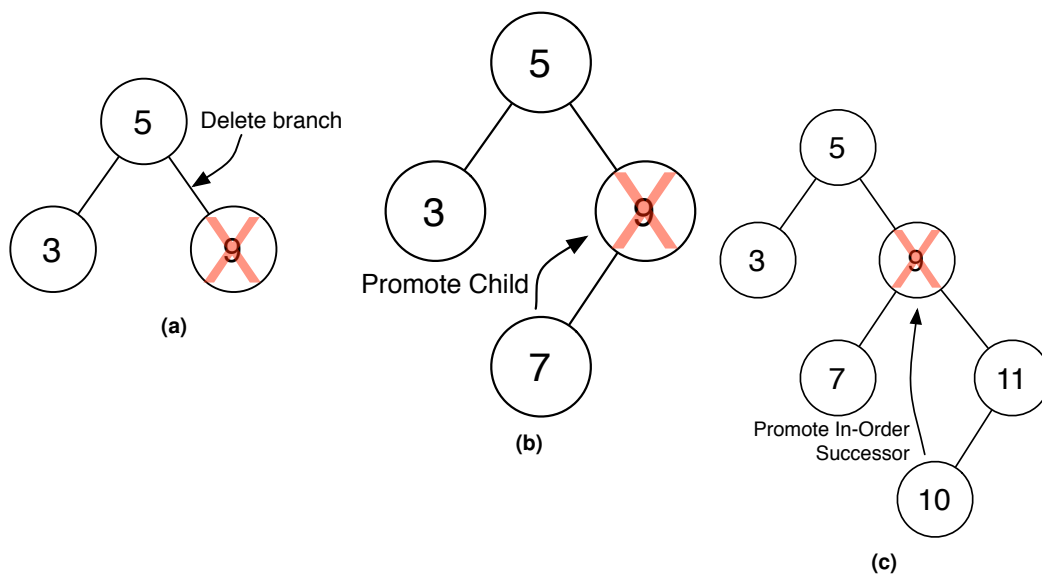 5
Delete branch
3
9
(a)
5
3
9
Promote Child
7
(b)
5
3
9
7
11
Promote In-Order
Successor
10
(c)